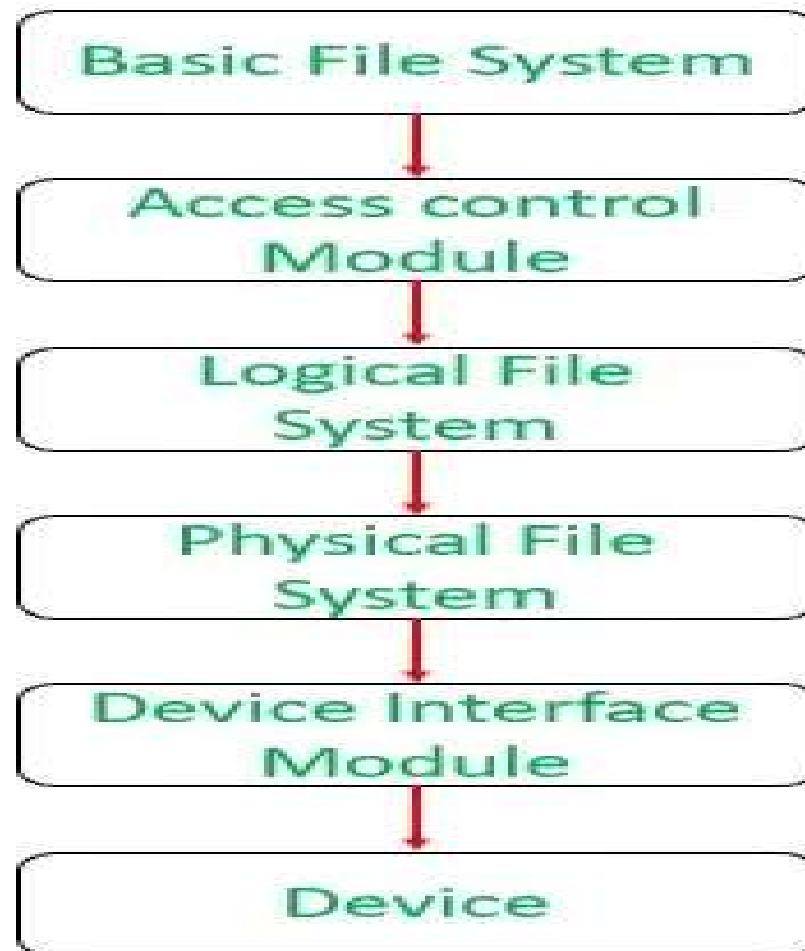 Basic File System
Access control
Module
Logical File
System
Physical File
System
Device Interface
Module
Device